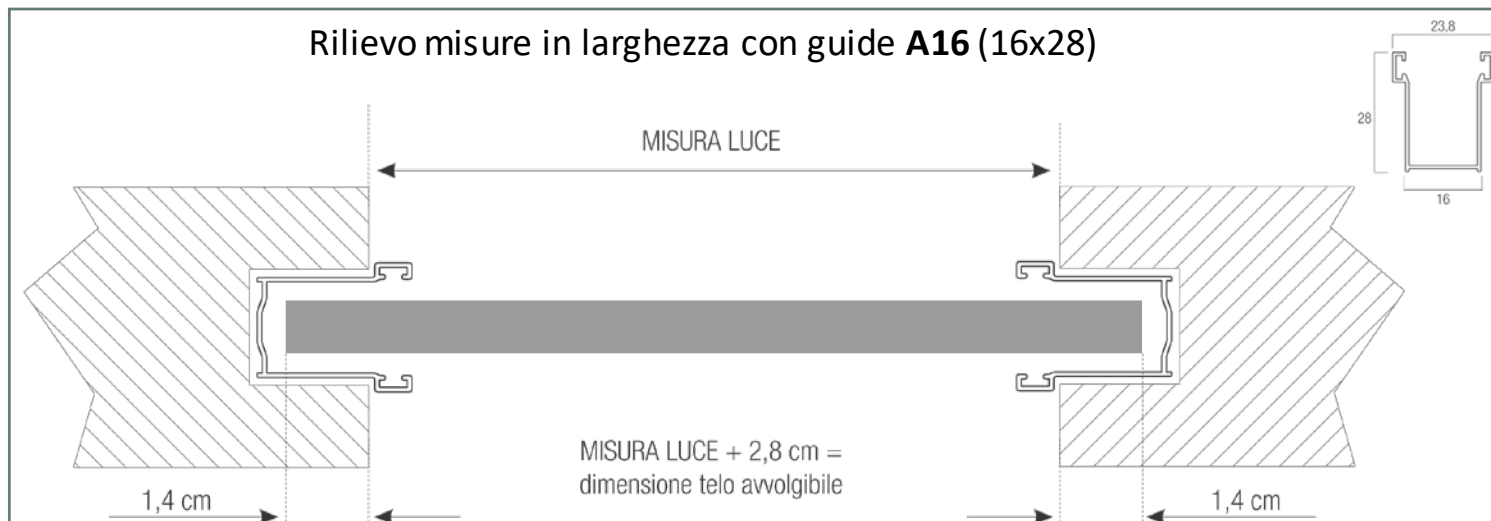 Rilievo misure in larghezza con guide A16 (16x28)
23,8
28
16
MISURA LUCE
MISURA LUCE + 2,8 cm =
dimensione telo avvolgibile
1,4 cm
1,4 cm